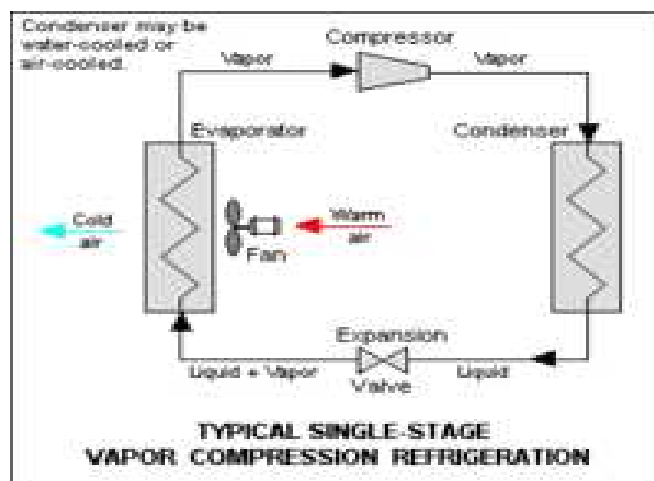 Condenser may be
water-cooled or
air-cooled.
Compressor
Vapor
Vapor
Evaporator
Condenser
Cold
air
Warm
air
Fan
Expansion
Valve
Liquid + Vapor
Liquid
TYPICAL SINGLE-STAGE
VAPOR COMPRESSION REFRIGERATION